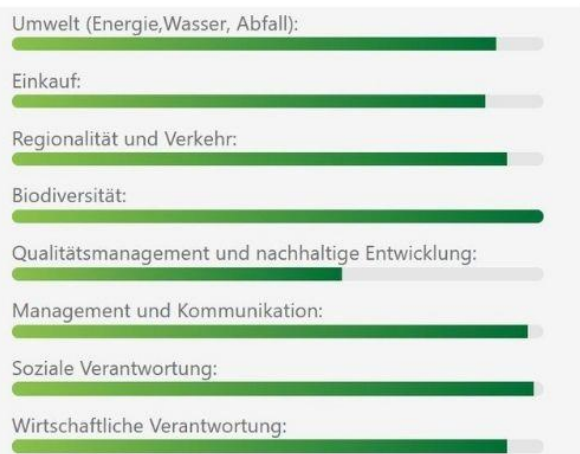 Umwelt (Energie,Wasser, Abfall):
Einkauf:
Regionalität und Verkehr:
Biodiversität:
Qualitätsmanagement und nachhaltige Entwicklung:
Management und Kommunikation:
Soziale Verantwortung:
Wirtschaftliche Verantwortung: